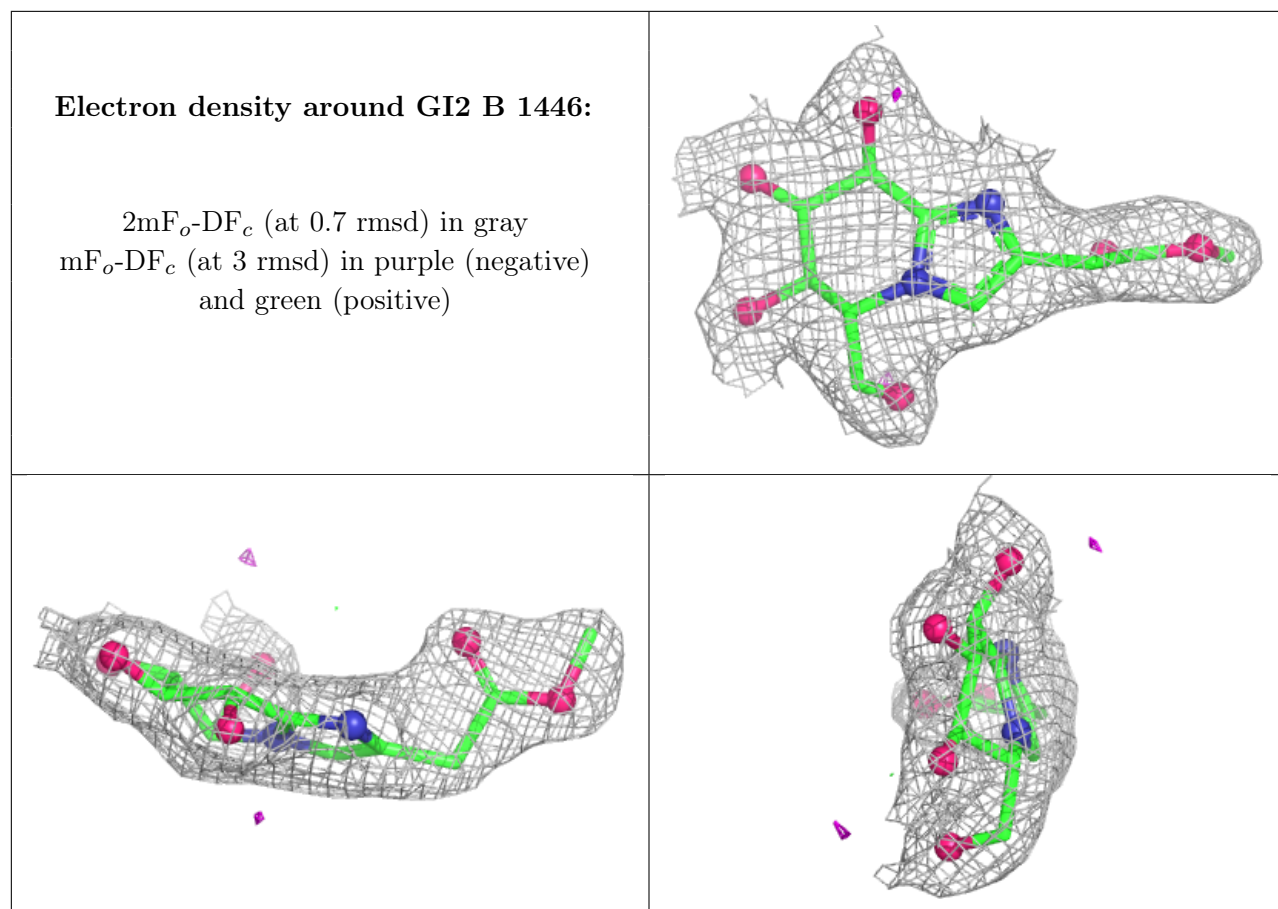 Electron density around GI2 B 1446:
2mFo-DFc (at 0.7 rmsd) in gray
mFo-DFc (at 3 rmsd) in purple (negative)
and green (positive)